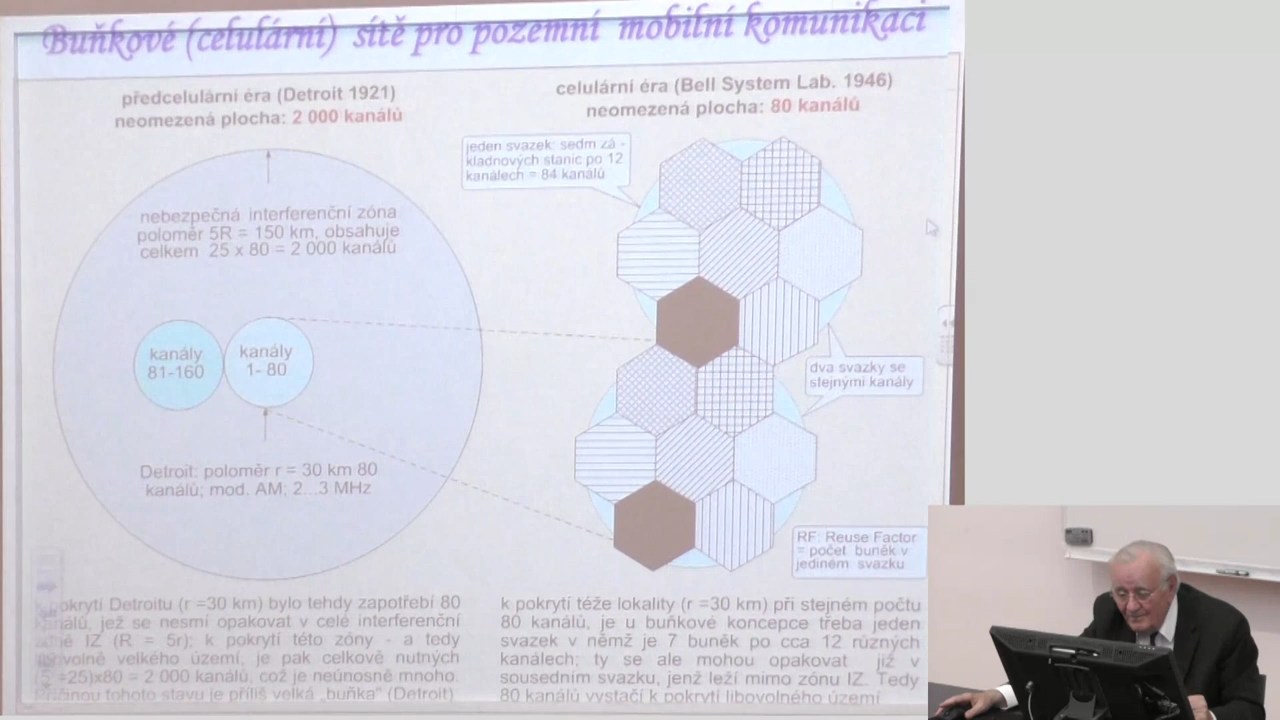 Buňkové (celulární) sítě pro pozemní mobilní komunikaci
předcelulární éra (Detroit 1921)
neomezená plocha: 2 000 kanálů
celulární éra (Bell System Lab. 1946)
neomezená plocha: 80 kanálů
jeden svazek: sedm zá -
kladnových stanic po 12
kanálech = 84 kanálů
nebezpečná interferenční zóna
poloměr 5R = 150 km, obsahuje
celkem 25 x 80 = 2 000 kanálů
kanály
81-160
kanály
1- 80
dva svazky se
stejnými kanály
Detroit: poloměr r = 30 km 80
kanálů; mod. AM; 2...3 MHz
RF: Reuse Factor
= počet buněk v
jediném svazku
pokrytí Detroitu (r =30 km) bylo tehdy zapotřebí 80
jež se nesmí opakovat v celé interferenční
IZ (R = 5r); k pokrytí této zóny - a tedy
velkého území, je pak celkově nutných
=25)x80 = 2 000 kanálů, což je neúnosně mnoho.
tohoto stavu je příliš velká „buňka" (Detroit)
k pokrytí téže lokality (r =30 km) při stejném počtu
80 kanálů, je u buňkové koncepce třeba jeden
svazek v němž je 7 buněk po cca 12 různých
kanálech; ty se ale mohou opakovat již v
sousedním svazku, jenž leží mimo zónu IZ. Tedy
80 kanálů vystačí k pokrytí libovolného území